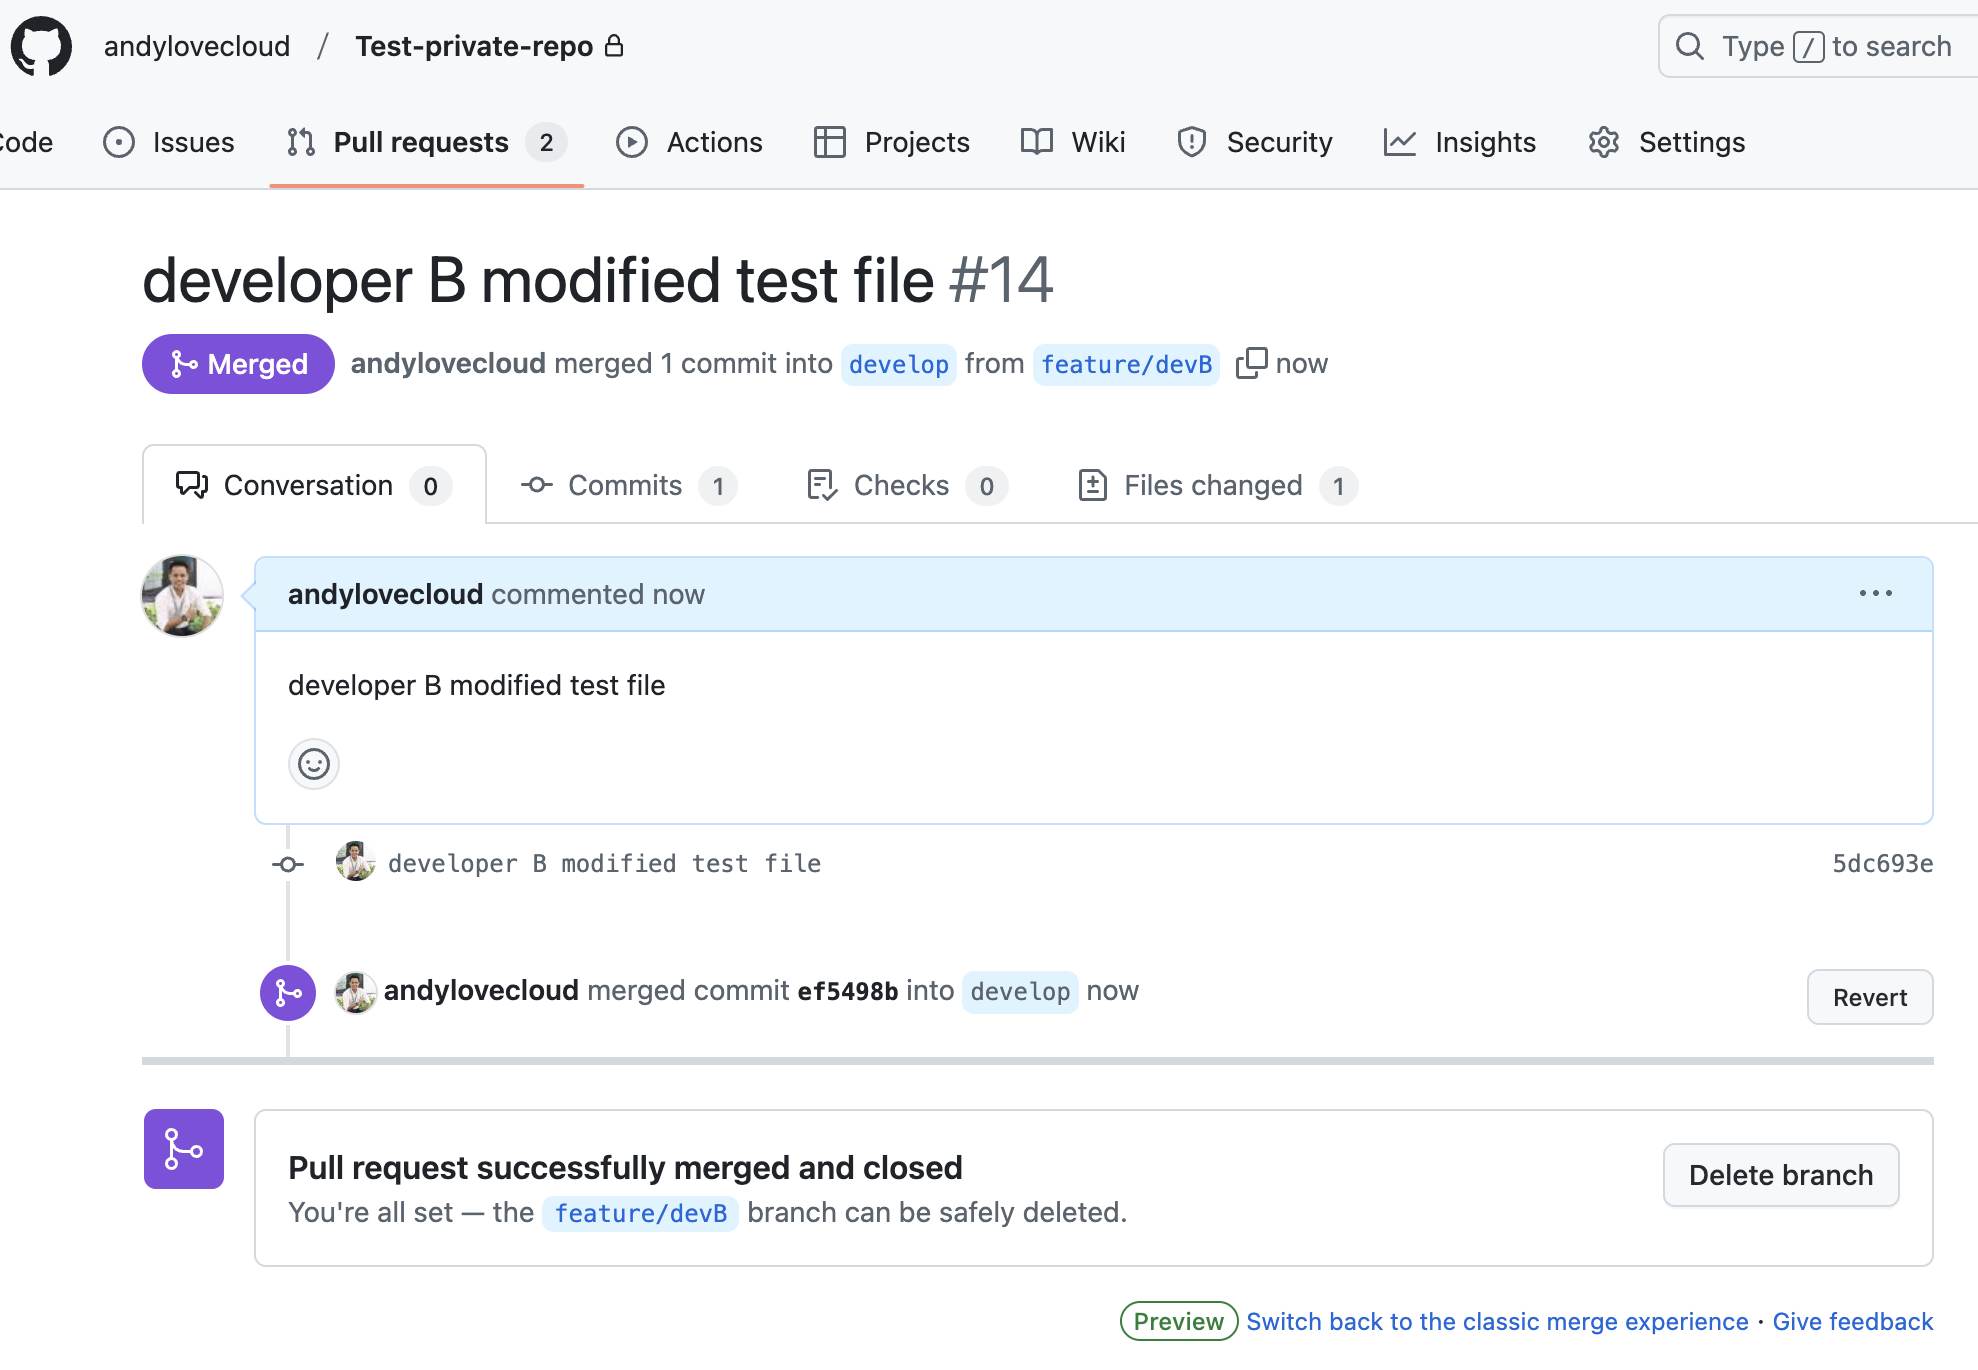 andylovecloud / Test-private-repo
Type / to search
Code Issues Pull requests 2 Actions Projects Wiki Security Insights Settings
developer B modified test file #14
Merged andylovecloud merged 1 commit into develop from feature/devB now
Conversation 0 Commits 1 Checks 0 Files changed 1
andylovecloud commented now
developer B modified test file
developer B modified test file 5dc693e
andylovecloud merged commit ef5498b into develop now
Revert
Pull request successfully merged and closed
Delete branch
You're all set — the feature/devB branch can be safely deleted.
Preview Switch back to the classic merge experience · Give feedback